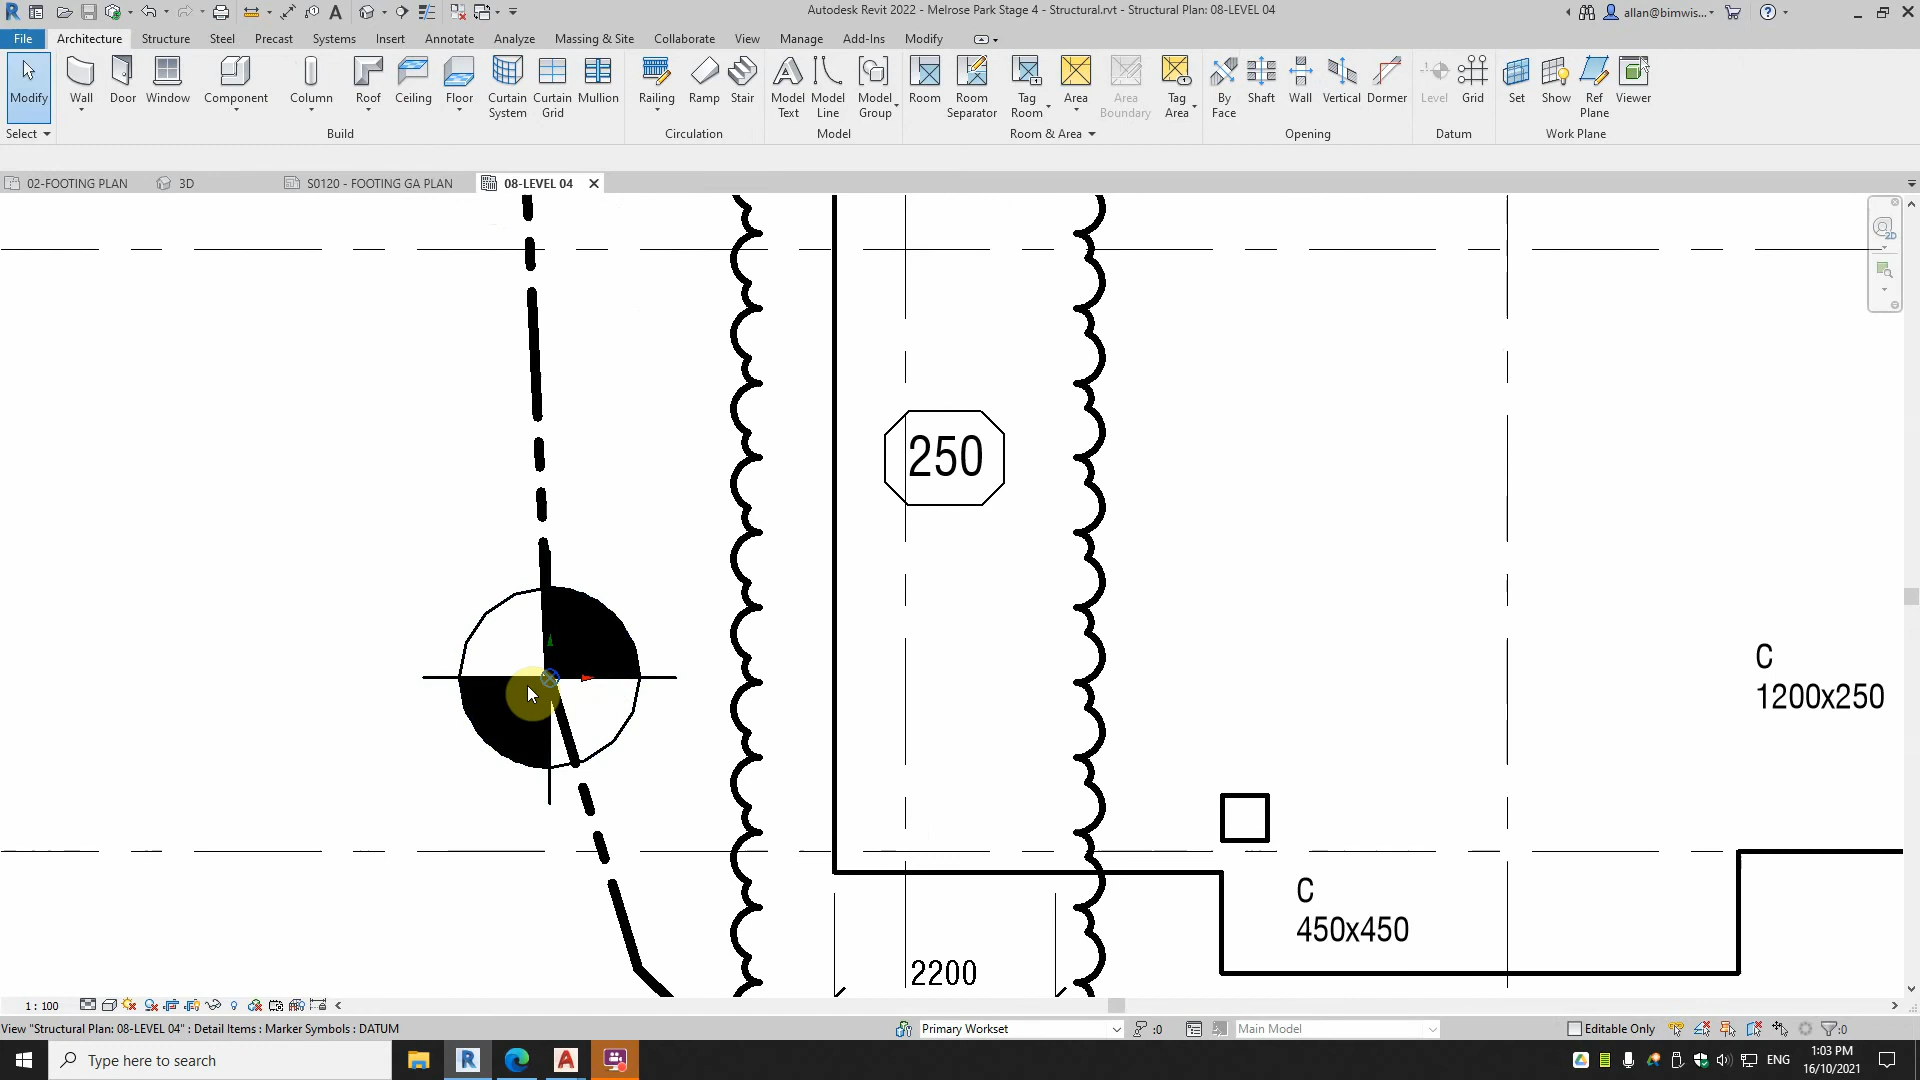 Autodesk Revit 2022 - Melrose Park Stage 4 - Structural.rvt - Structural Plan: 08-LEVEL 04
allan@bimwis...
File Architecture Structure Steel Precast Systems Insert Annotate Analyze Massing & Site Collaborate View Manage Add-Ins Modify
Modify Wall Door Window Component Column Roof Ceiling Floor Curtain System Curtain Grid Mullion Railing Ramp Stair Model Text Model Line Model Group Room Room Separator Tag Room Area Area Boundary Tag Area By Face Shaft Wall Vertical Dormer Level Grid Set Show Ref Plane Viewer
Select Build Circulation Model Room & Area Opening Datum Work Plane
02-FOOTING PLAN 3D S0120 - FOOTING GA PLAN 08-LEVEL 04
2D
250
C
1200x250
C
450x450
2200
1 : 100
View "Structural Plan: 08-LEVEL 04" : Detail Items : Marker Symbols : DATUM Primary Workset :0 Main Model Editable Only :0
Type here to search ENG 1:03 PM
16/10/2021